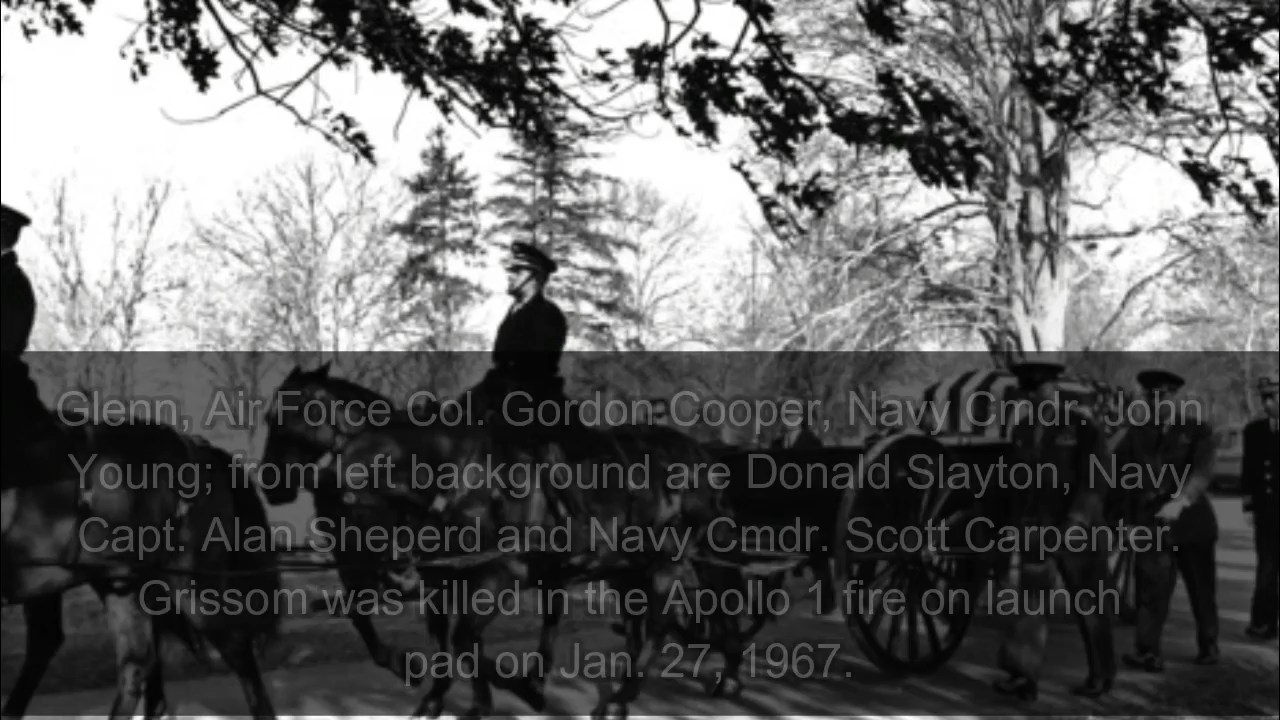 Glenn, Air Force Col. Gordon Cooper, Navy Cmdr. John
Young; from left background are Donald Slayton, Navy
Capt. Alan Sheperd and Navy Cmdr. Scott Carpenter.
Grissom was killed in the Apollo 1 fire on launch
pad on Jan. 27, 1967.